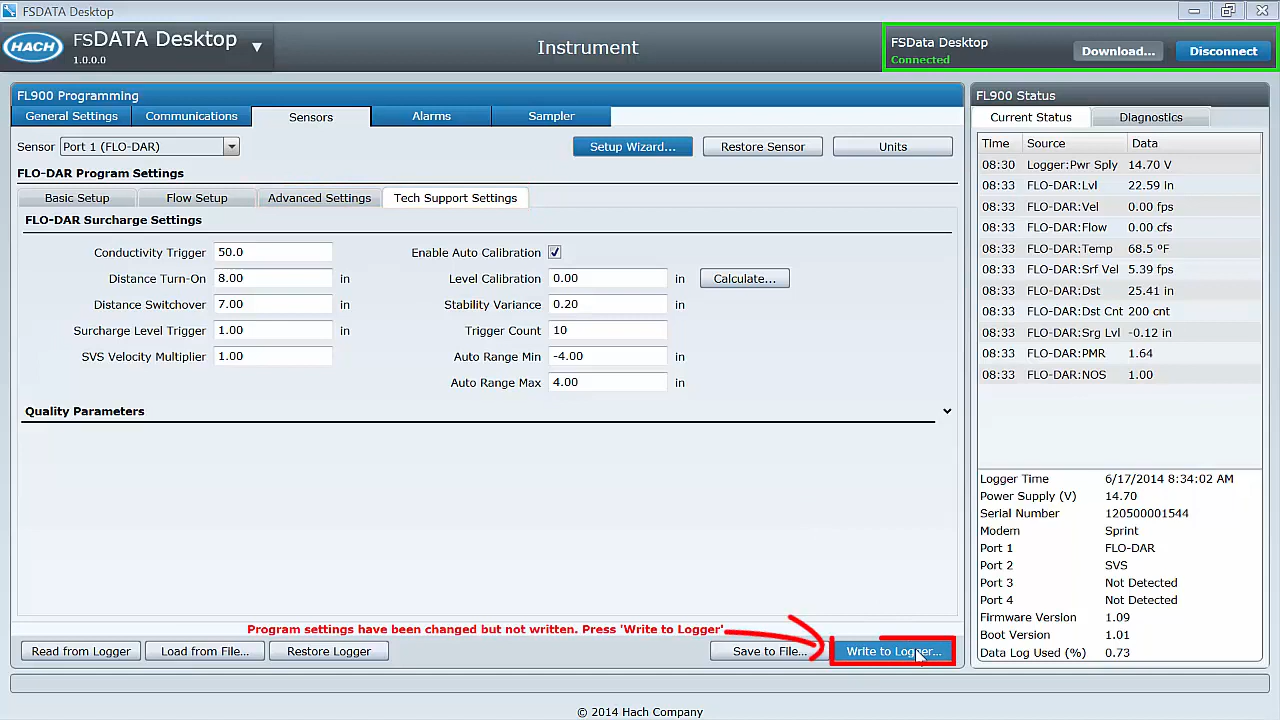 FSDATA Desktop
HACH
FSDATA Desktop
1.0.0.0
Instrument
FSData Desktop
Connected
Download...
Disconnect
FL900 Programming
General Settings
Communications
Sensors
Alarms
Sampler
Sensor
Port 1 (FLO-DAR)
Setup Wizard...
Restore Sensor
Units
FLO-DAR Program Settings
Basic Setup
Flow Setup
Advanced Settings
Tech Support Settings
FLO-DAR Surcharge Settings
Conductivity Trigger 50.0
Distance Turn-On 8.00 in
Distance Switchover 7.00 in
Surcharge Level Trigger 1.00 in
SVS Velocity Multiplier 1.00
Enable Auto Calibration
Level Calibration 0.00 in Calculate...
Stability Variance 0.20 in
Trigger Count 10
Auto Range Min -4.00 in
Auto Range Max 4.00 in
Quality Parameters
Program settings have been changed but not written. Press 'Write to Logger'
Read from Logger
Load from File...
Restore Logger
Save to File...
Write to Logger...
FL900 Status
Current Status
Diagnostics
Time Source Data
08:30 Logger:Pwr Sply 14.70 V
08:33 FLO-DAR:Lvl 22.59 in
08:33 FLO-DAR:Vel 0.00 fps
08:33 FLO-DAR:Flow 0.00 cfs
08:33 FLO-DAR:Temp 68.5 ºF
08:33 FLO-DAR:Srf Vel 5.39 fps
08:33 FLO-DAR:Dst 25.41 in
08:33 FLO-DAR:Dst Cnt 200 cnt
08:33 FLO-DAR:Srg Lvl -0.12 in
08:33 FLO-DAR:PMR 1.64
08:33 FLO-DAR:NOS 1.00
Logger Time 6/17/2014 8:34:02 AM
Power Supply (V) 14.70
Serial Number 120500001544
Modem Sprint
Port 1 FLO-DAR
Port 2 SVS
Port 3 Not Detected
Port 4 Not Detected
Firmware Version 1.09
Boot Version 1.01
Data Log Used (%) 0.73
© 2014 Hach Company